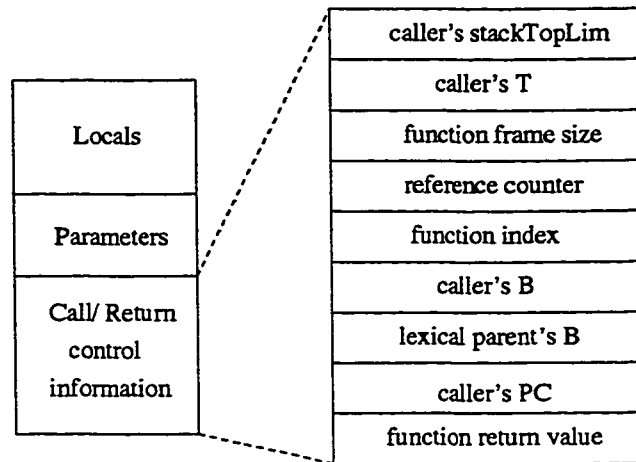 Locals
Parameters
Call/ Return
control
information
caller's stackTopLim
caller's T
function frame size
reference counter
function index
caller's B
lexical parent's B
caller's PC
function return value